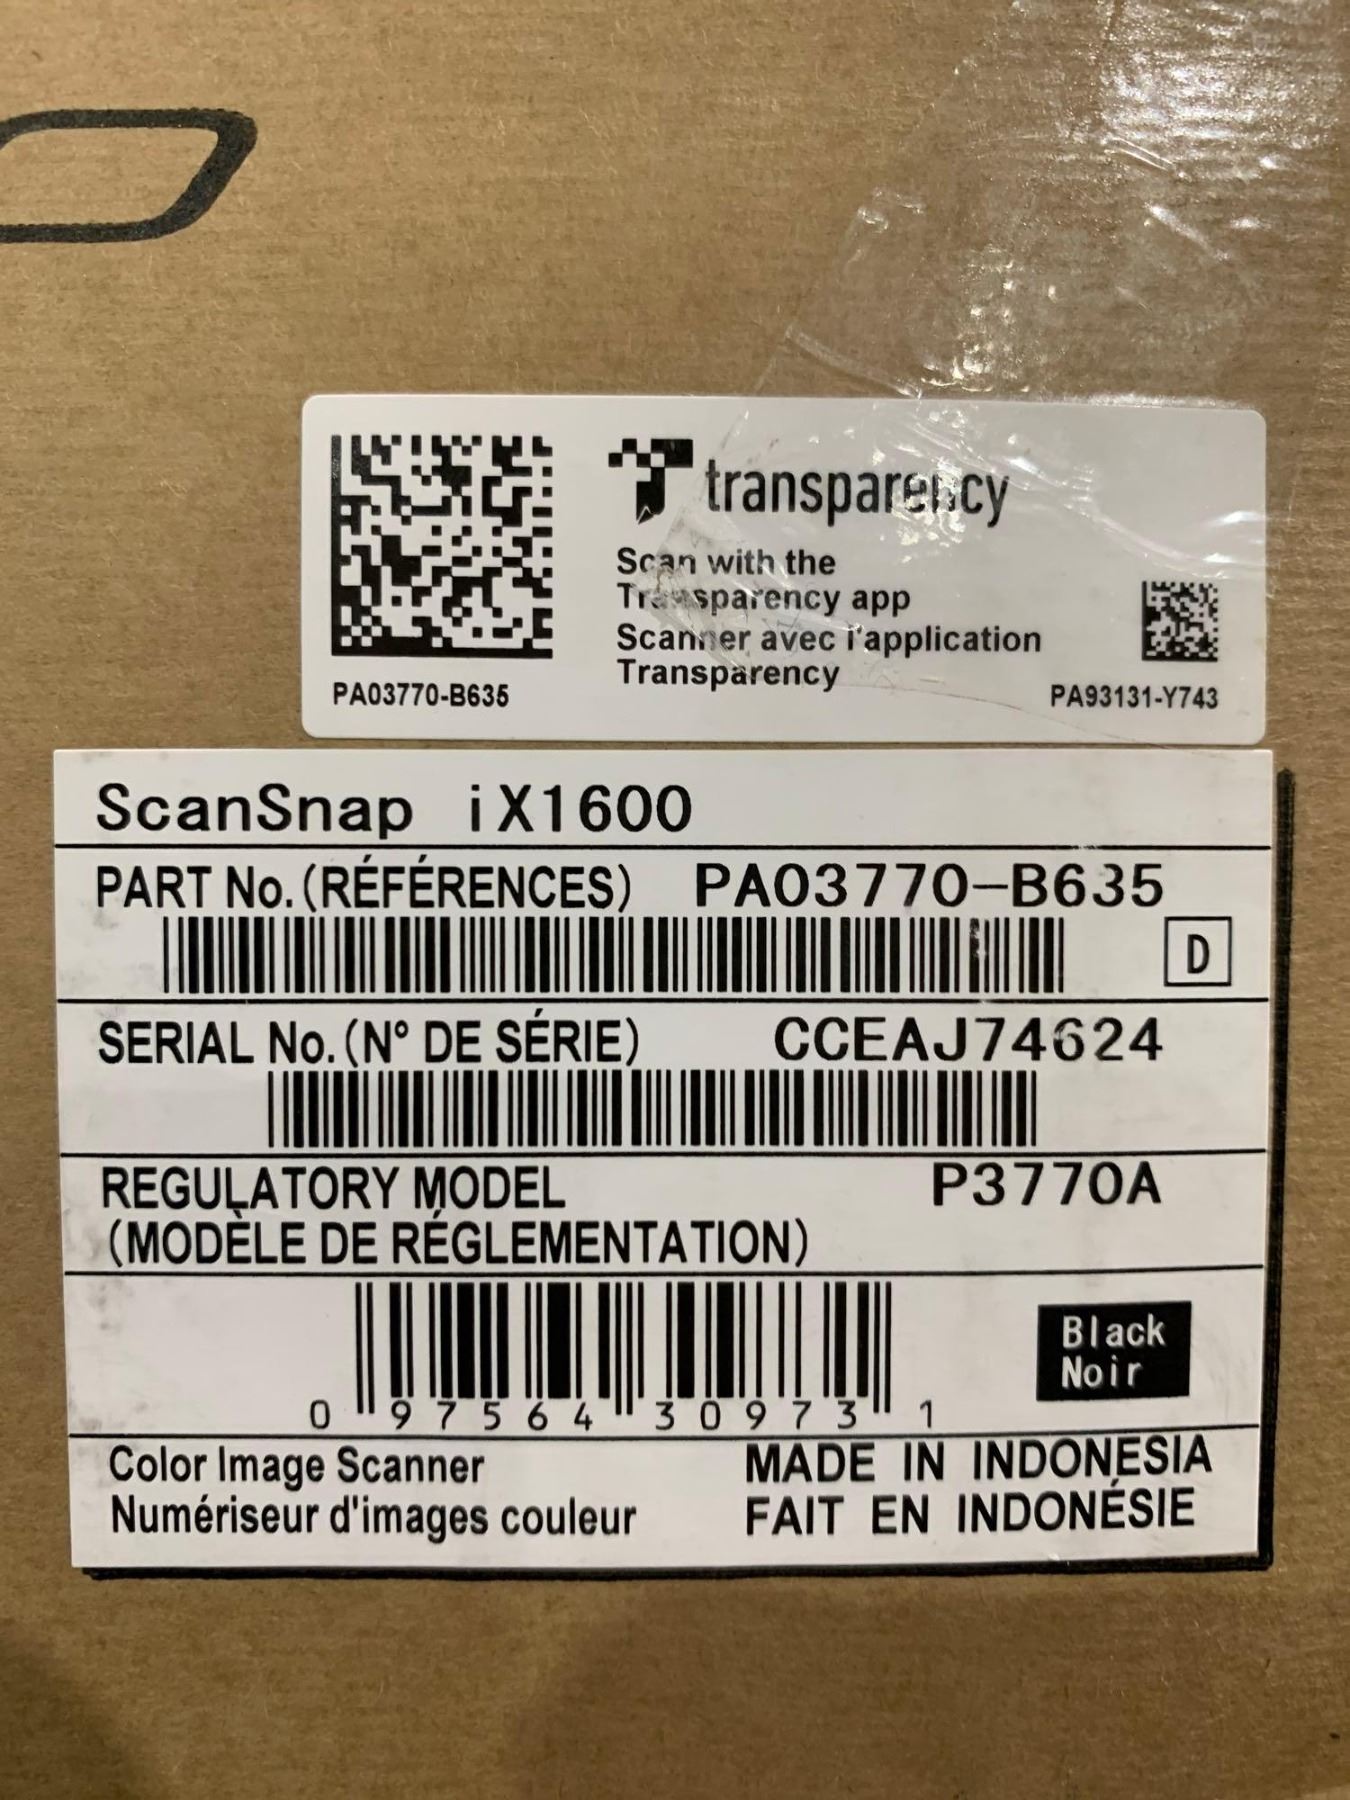 transparency
Scan with the
Transparency app
Scanner avec l'application
Transparency
PA03770-B635
PA93131-Y743
ScanSnap iX1600
PART No.(RÉFÉRENCES) PA03770-B635
D
SERIAL No.(N° DE SÉRIE) CCEAJ74624
REGULATORY MODEL P3770A
(MODÈLE DE RÉGLEMENTATION)
Black
Noir
0 97564 30973 1
Color Image Scanner MADE IN INDONESIA
Numériseur d'images couleur FAIT EN INDONÉSIE